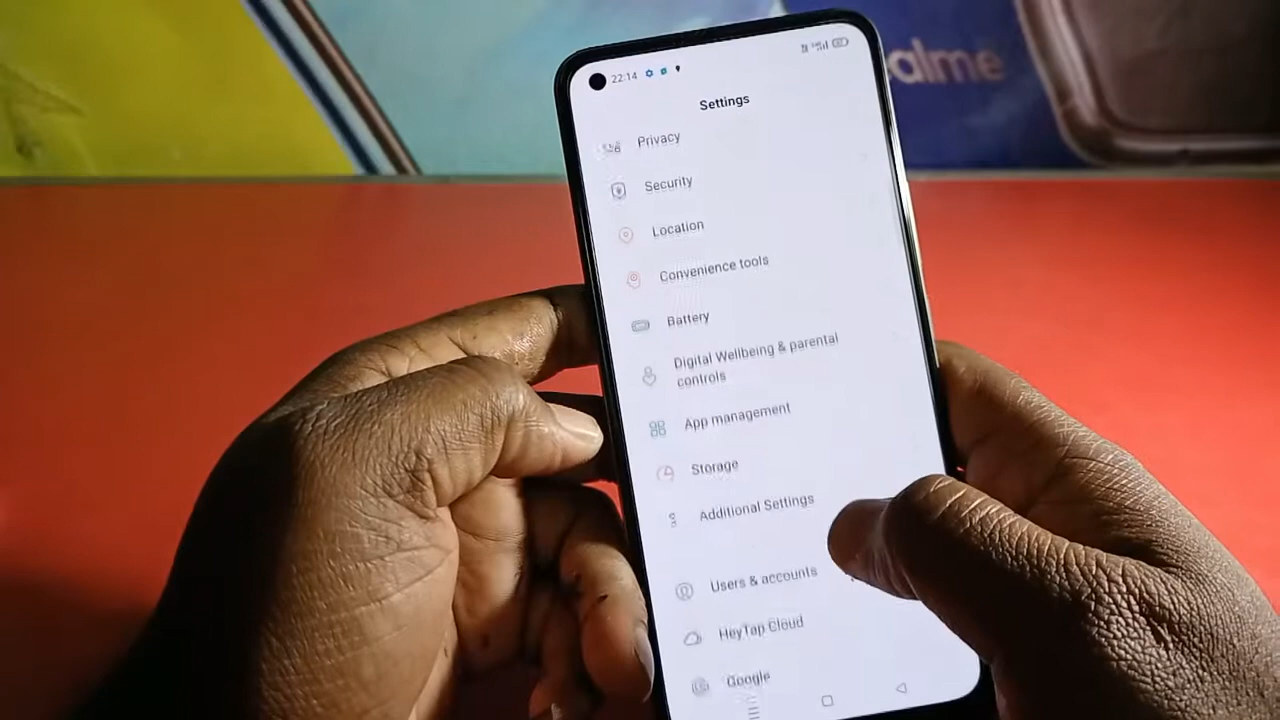 alme
22:14
Settings
Privacy
Security
Location
Convenience tools
Battery
Digital Wellbeing & parental
controls
App management
Storage
Additional Settings
Users & accounts
HeyTap Cloud
Google